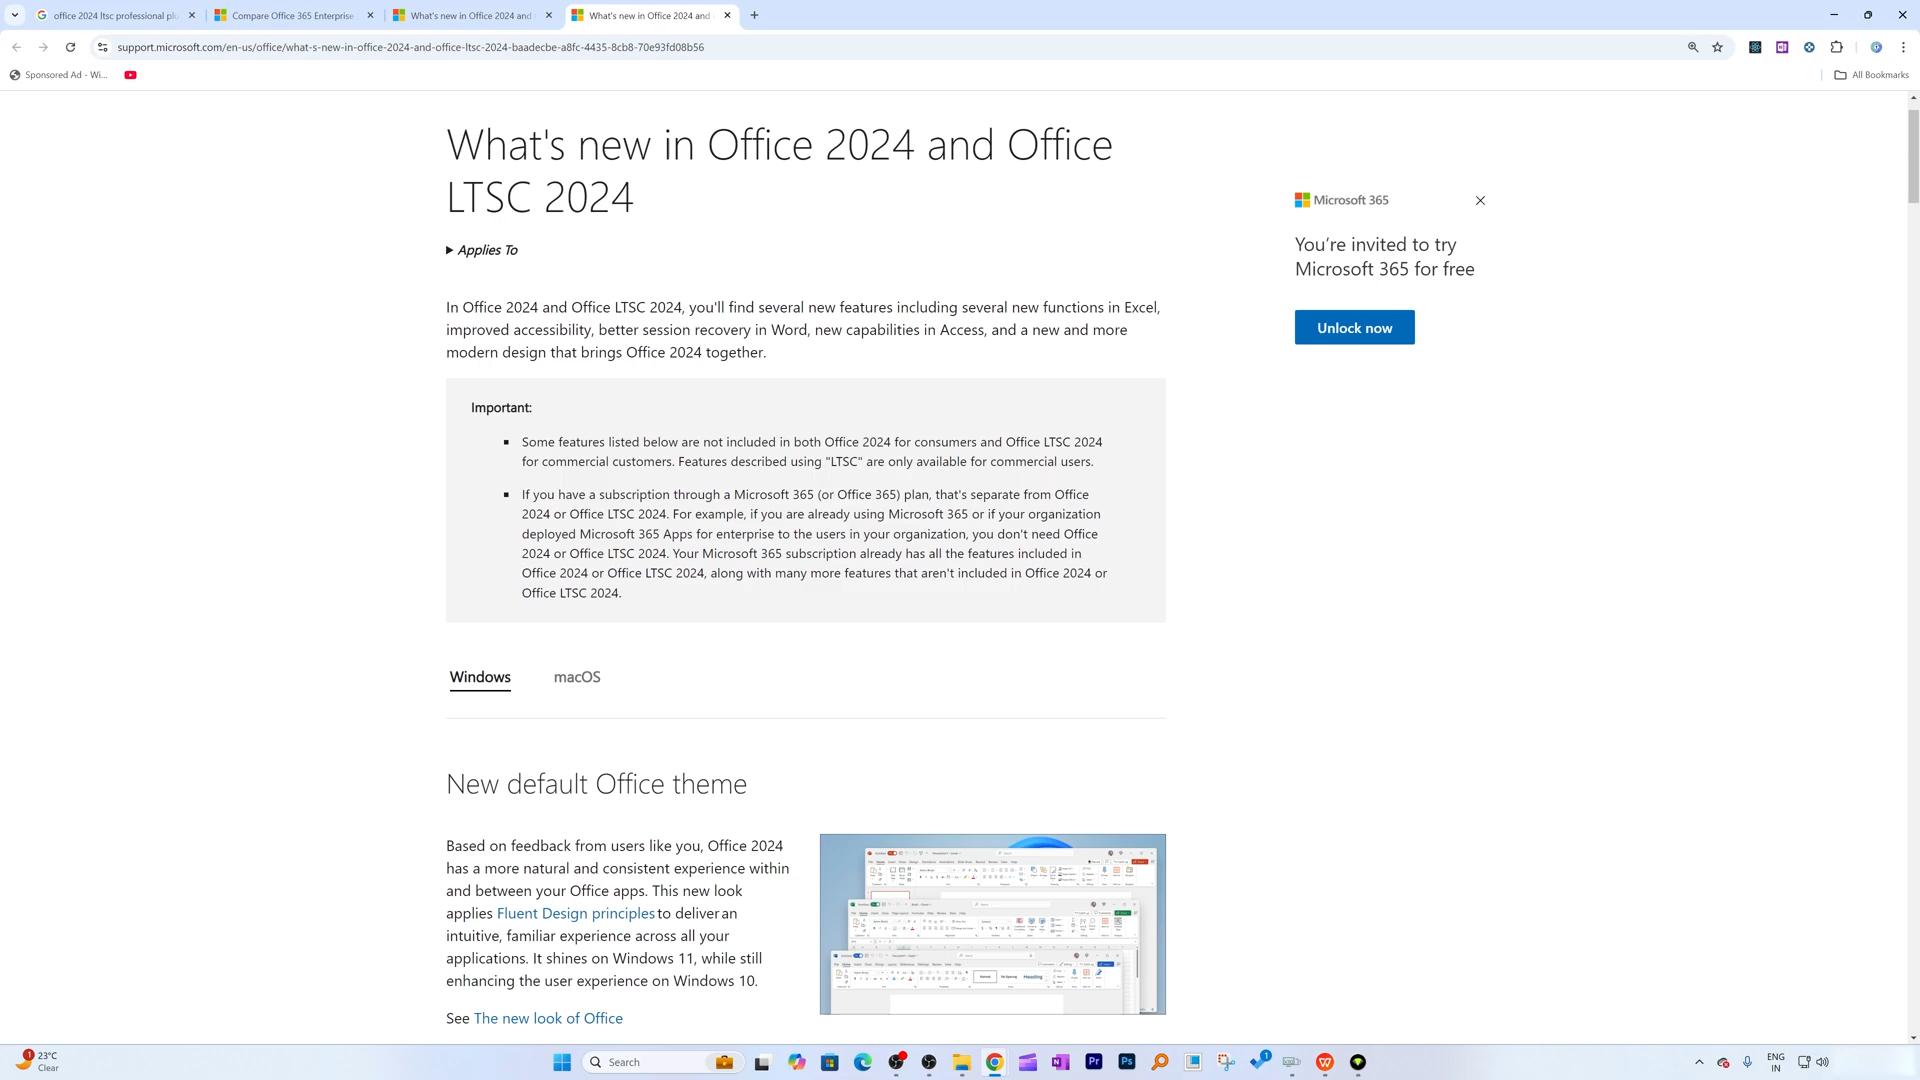 office 2024 ltsc professional plu
Compare Office 365 Enterprise
What's new in Office 2024 and
What's new in Office 2024 and
support.microsoft.com/en-us/office/what-s-new-in-office-2024-and-office-ltsc-2024-baadecbe-a8fc-4435-8cb8-70e93fd08b56
Sponsored Ad - Wi...
All Bookmarks
What's new in Office 2024 and Office
LTSC 2024
Applies To
In Office 2024 and Office LTSC 2024, you'll find several new features including several new functions in Excel,
improved accessibility, better session recovery in Word, new capabilities in Access, and a new and more
modern design that brings Office 2024 together.
Important:
Some features listed below are not included in both Office 2024 for consumers and Office LTSC 2024
for commercial customers. Features described using "LTSC" are only available for commercial users.
If you have a subscription through a Microsoft 365 (or Office 365) plan, that's separate from Office
2024 or Office LTSC 2024. For example, if you are already using Microsoft 365 or if your organization
deployed Microsoft 365 Apps for enterprise to the users in your organization, you don't need Office
2024 or Office LTSC 2024. Your Microsoft 365 subscription already has all the features included in
Office 2024 or Office LTSC 2024, along with many more features that aren't included in Office 2024 or
Office LTSC 2024.
Microsoft 365
You're invited to try
Microsoft 365 for free
Unlock now
Windows
macOS
New default Office theme
Based on feedback from users like you, Office 2024
has a more natural and consistent experience within
and between your Office apps. This new look
applies Fluent Design principles to deliver an
intuitive, familiar experience across all your
applications. It shines on Windows 11, while still
enhancing the user experience on Windows 10.
See The new look of Office
1
23°C
Clear
Search
N
Pr
Ps
1
W
ENG
IN